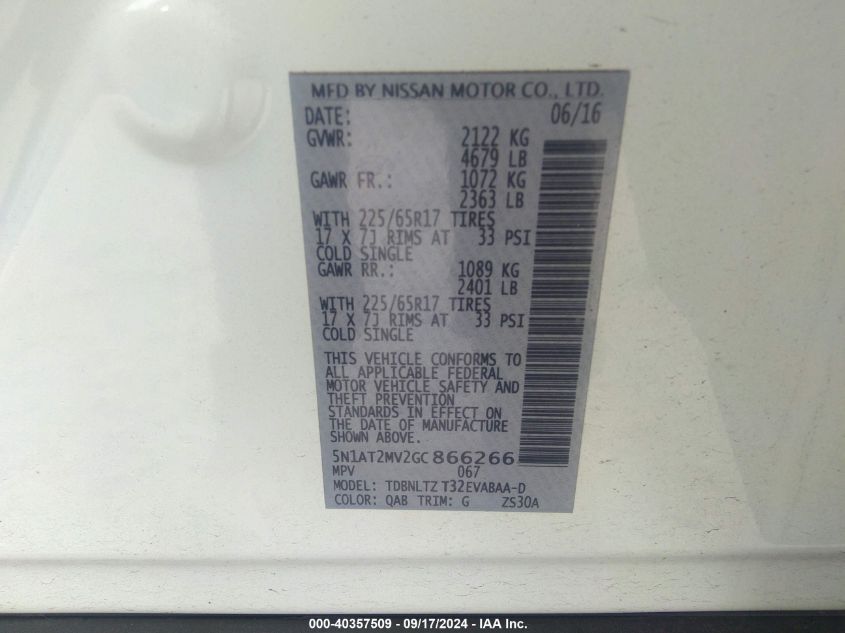 MFD BY NISSAN MOTOR CO., LTD.
DATE: 06/16
GVWR: 2122 KG
4679 LB
GAWR FR.: 1072 KG
2363 LB
WITH 225/65R17 TIRES
17 X 7J RIMS AT 33 PSI
COLD SINGLE
GAWR RR.: 1089 KG
2401 LB
WITH 225/65R17 TIRES
17 X 7J RIMS AT 33 PSI
COLD SINGLE
THIS VEHICLE CONFORMS TO
ALL APPLICABLE FEDERAL
MOTOR VEHICLE SAFETY AND
THEFT PREVENTION
STANDARDS IN EFFECT ON
THE DATE OF MANUFACTURE
SHOWN ABOVE.
5N1AT2MV2GC866266
MPV 067
MODEL: TDBNLTZ T32EVABAA-D
COLOR: QAB TRIM: G ZS30A
000-40357509 - 09/17/2024 - IAA Inc.